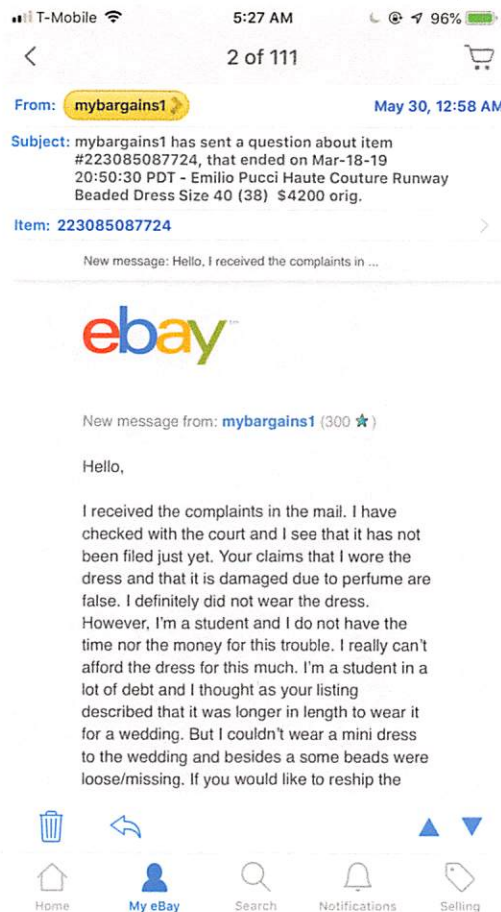 T-Mobile 5:27 AM 96%
2 of 111
From: mybargains1 May 30, 12:58 AM
Subject: mybargains1 has sent a question about item
#223085087724, that ended on Mar-18-19
20:50:30 PDT - Emilio Pucci Haute Couture Runway
Beaded Dress Size 40 (38) $4200 orig.
Item: 223085087724
New message: Hello, I received the complaints in ...
ebay
New message from: mybargains1 (300 )
Hello,
I received the complaints in the mail. I have
checked with the court and I see that it has not
been filed just yet. Your claims that I wore the
dress and that it is damaged due to perfume are
false. I definitely did not wear the dress.
However, I'm a student and I do not have the
time nor the money for this trouble. I really can't
afford the dress for this much. I'm a student in a
lot of debt and I thought as your listing
described that it was longer in length to wear it
for a wedding. But I couldn't wear a mini dress
to the wedding and besides a some beads were
loose/missing. If you would like to reship the
Home My eBay Search Notifications Selling